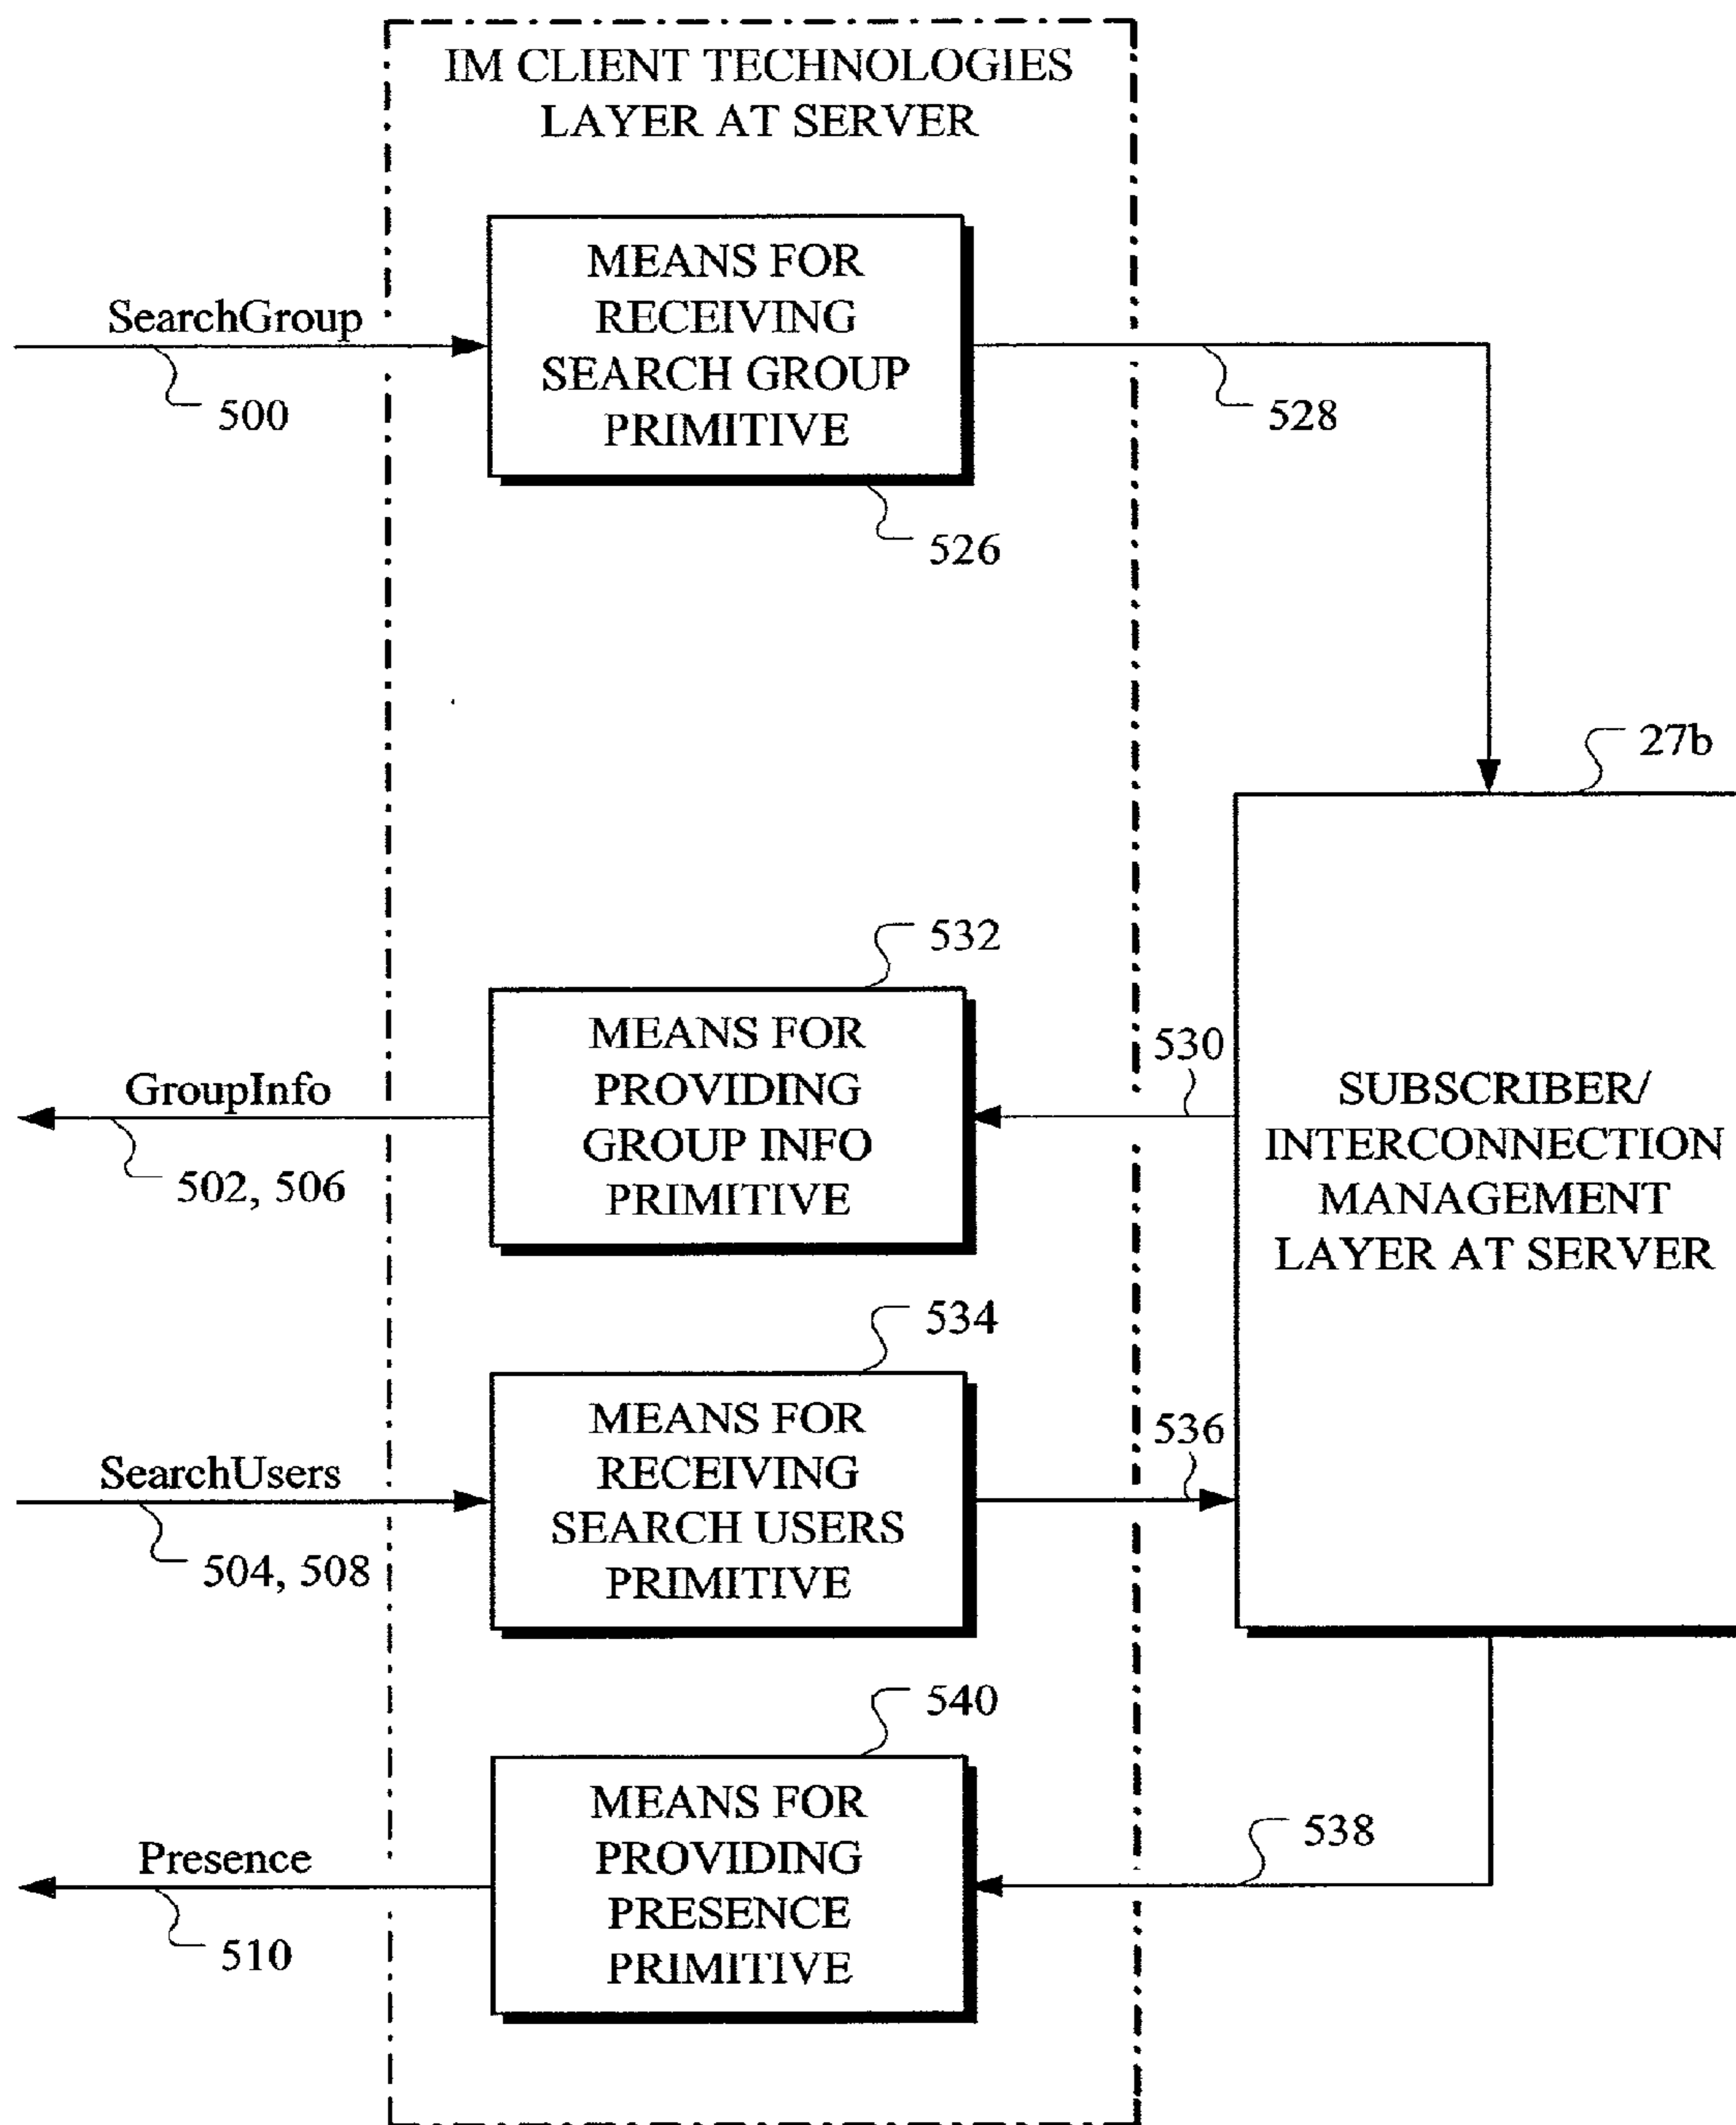 IM CLIENT TECHNOLOGIES
LAYER AT SERVER
MEANS FOR
RECEIVING
SEARCH GROUP
PRIMITIVE
SearchGroup
500
528
526
27b
532
MEANS FOR
PROVIDING
GROUP INFO
PRIMITIVE
530
GroupInfo
502, 506
SUBSCRIBER/
INTERCONNECTION
MANAGEMENT
LAYER AT SERVER
534
MEANS FOR
RECEIVING
SEARCH USERS
PRIMITIVE
536
SearchUsers
504, 508
540
MEANS FOR
PROVIDING
PRESENCE
PRIMITIVE
538
Presence
510